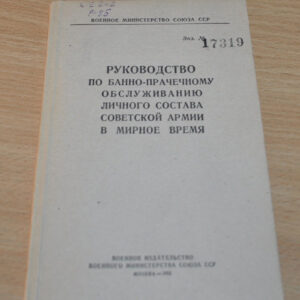 ВОЕННОЕ МИНИСТЕРСТВО СОЮЗА ССР
Экз. № 17319
РУКОВОДСТВО
ПО БАННО-ПРАЧЕЧНОМУ
ОБСЛУЖИВАНИЮ
ЛИЧНОГО СОСТАВА
СОВЕТСКОЙ АРМИИ
В МИРНОЕ ВРЕМЯ
ВОЕННОЕ ИЗДАТЕЛЬСТВО
ВОЕННОГО МИНИСТЕРСТВА СОЮЗА ССР
МОСКВА